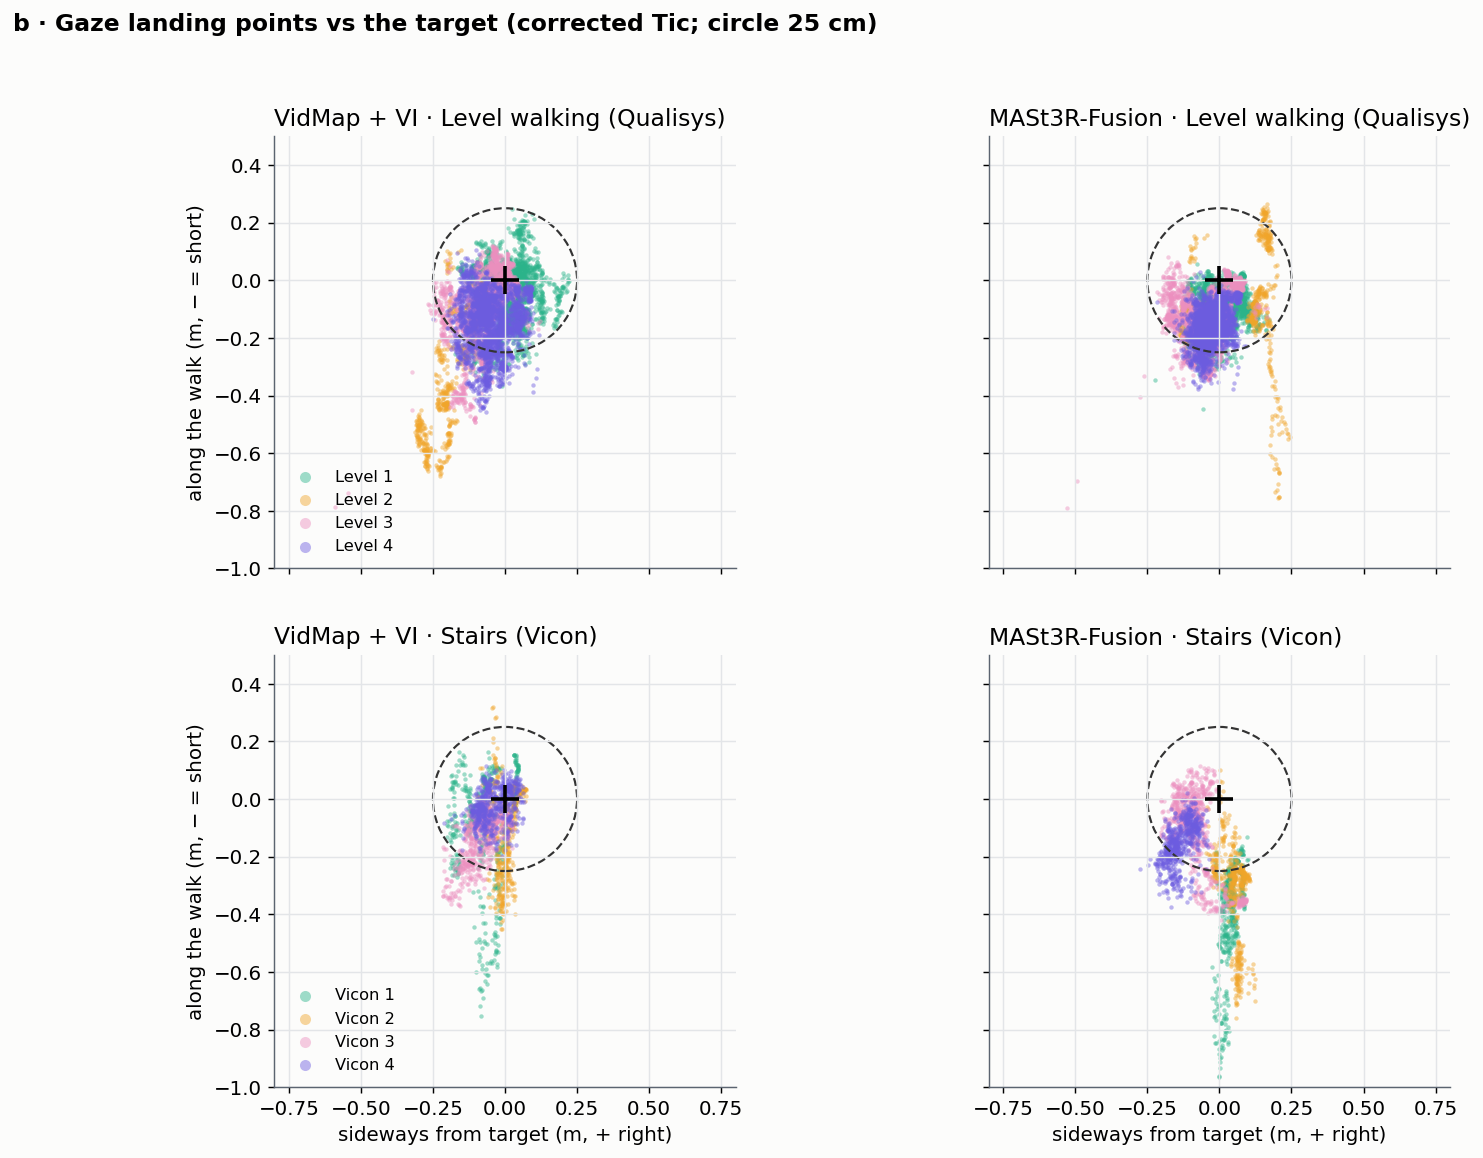 b · Gaze landing points vs the target (corrected Tic; circle 25 cm)
VidMap + VI · Level walking (Qualisys)
MASt3R-Fusion · Level walking (Qualisys)
along the walk (m, − = short)
0.4
0.2
0.0
−0.2
−0.4
−0.6
−0.8
−1.0
Level 1
Level 2
Level 3
Level 4
VidMap + VI · Stairs (Vicon)
MASt3R-Fusion · Stairs (Vicon)
along the walk (m, − = short)
0.4
0.2
0.0
−0.2
−0.4
−0.6
−0.8
−1.0
Vicon 1
Vicon 2
Vicon 3
Vicon 4
−0.75 −0.50 −0.25 0.00 0.25 0.50 0.75
−0.75 −0.50 −0.25 0.00 0.25 0.50 0.75
sideways from target (m, + right)
sideways from target (m, + right)